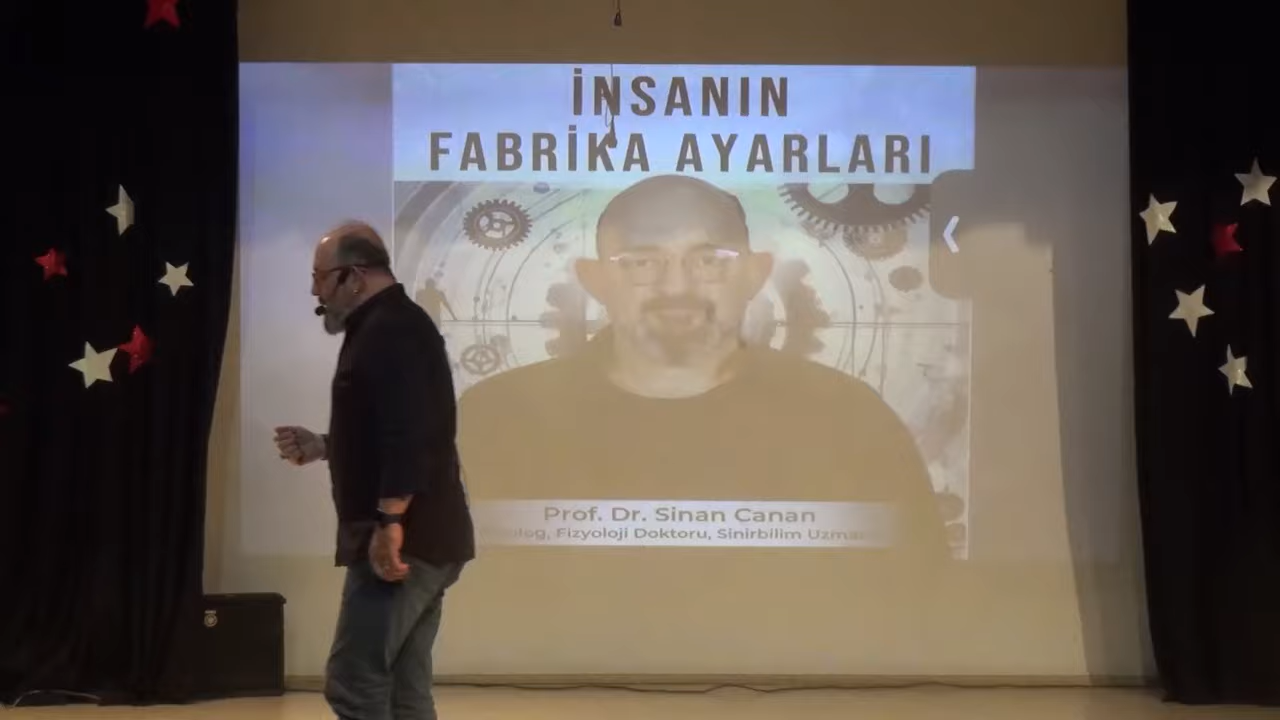 İNSANIN
FABRİKA AYARLARI
Prof. Dr. Sinan Canan
Fizyoloji Doktoru, Sinirbilim